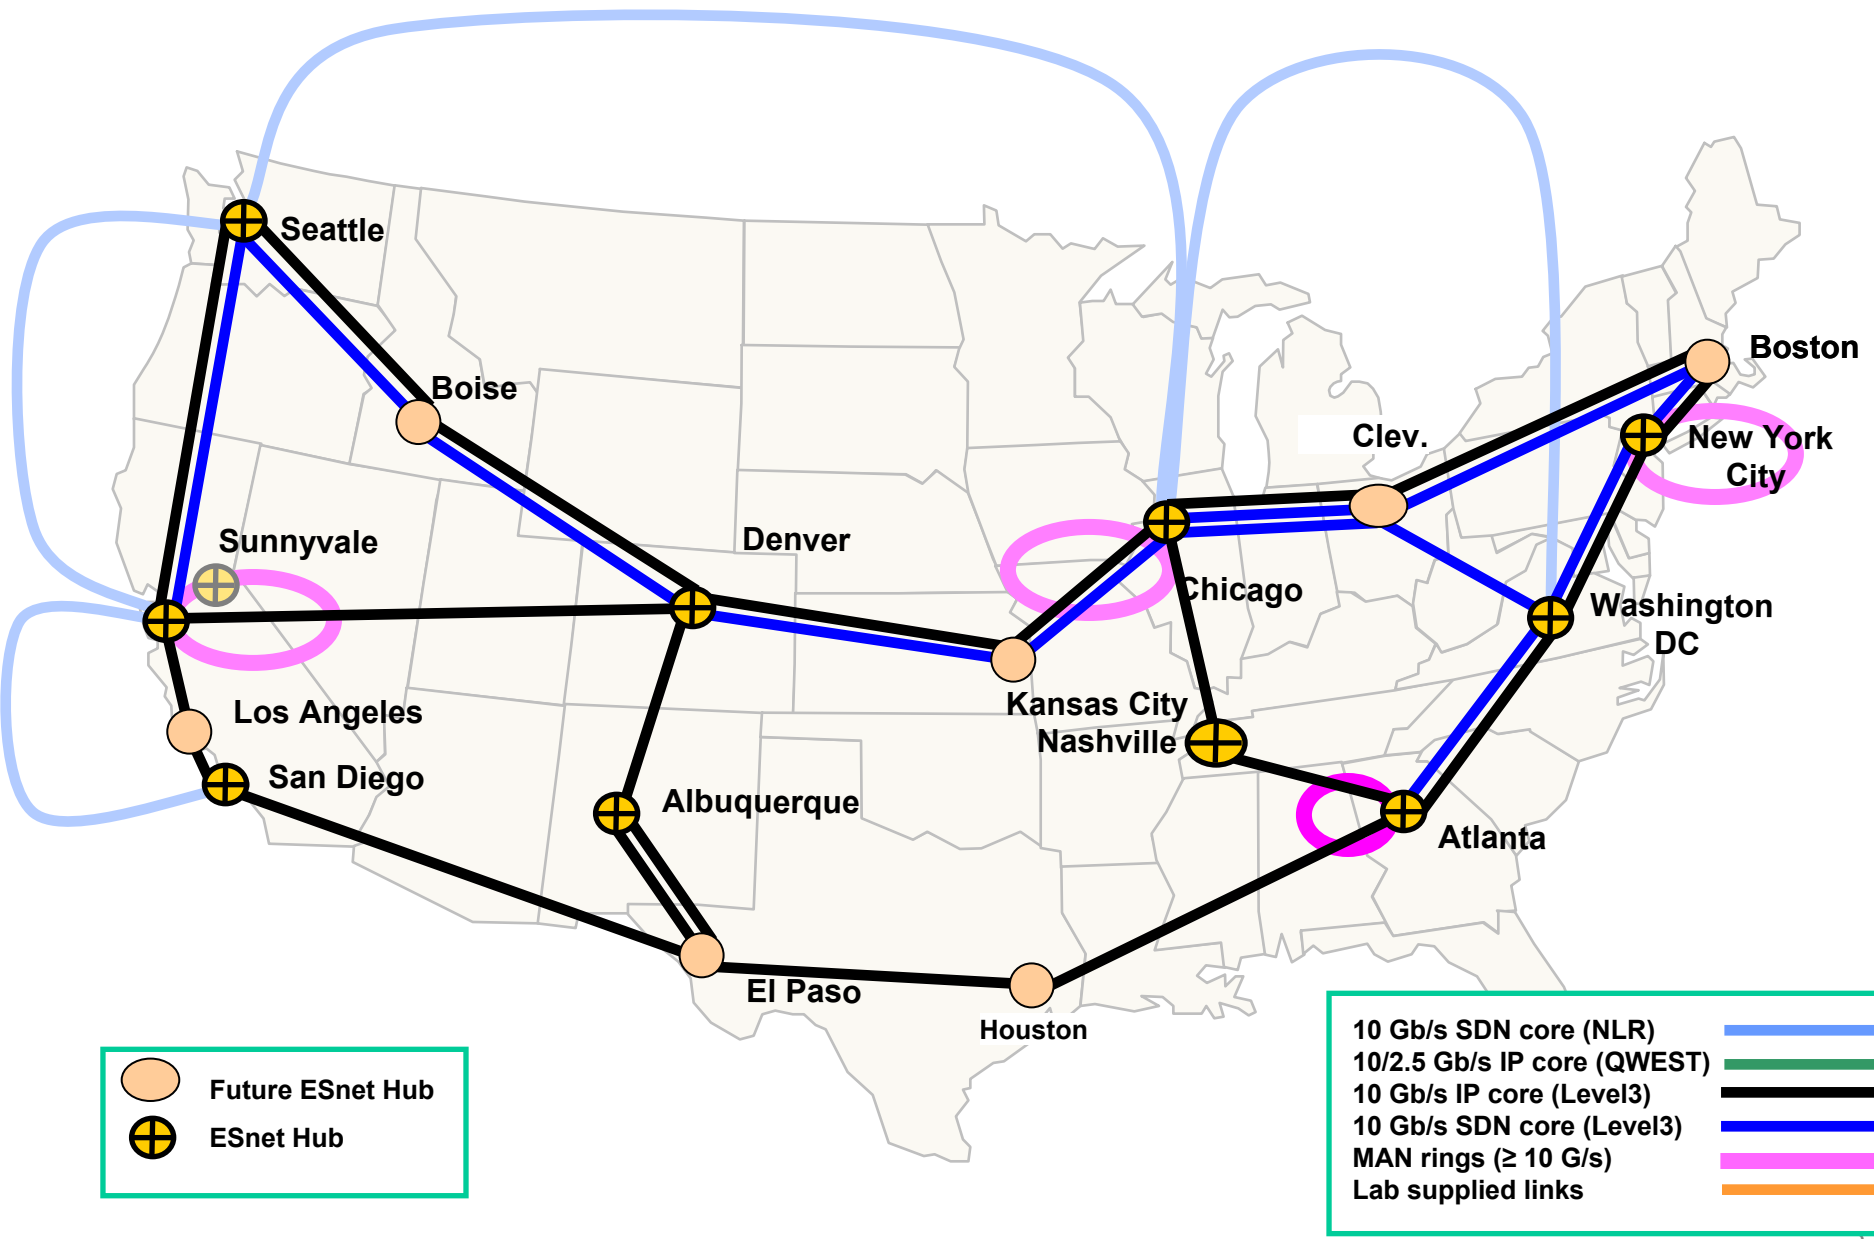 Seattle
Boise
Boston
Clev.
New York
City
Sunnyvale
Denver
Chicago
Washington
DC
Los Angeles
Kansas City
Nashville
San Diego
Albuquerque
Atlanta
El Paso
Houston
Future ESnet Hub
ESnet Hub
10 Gb/s SDN core (NLR)
10/2.5 Gb/s IP core (QWEST)
10 Gb/s IP core (Level3)
10 Gb/s SDN core (Level3)
MAN rings (≥ 10 G/s)
Lab supplied links